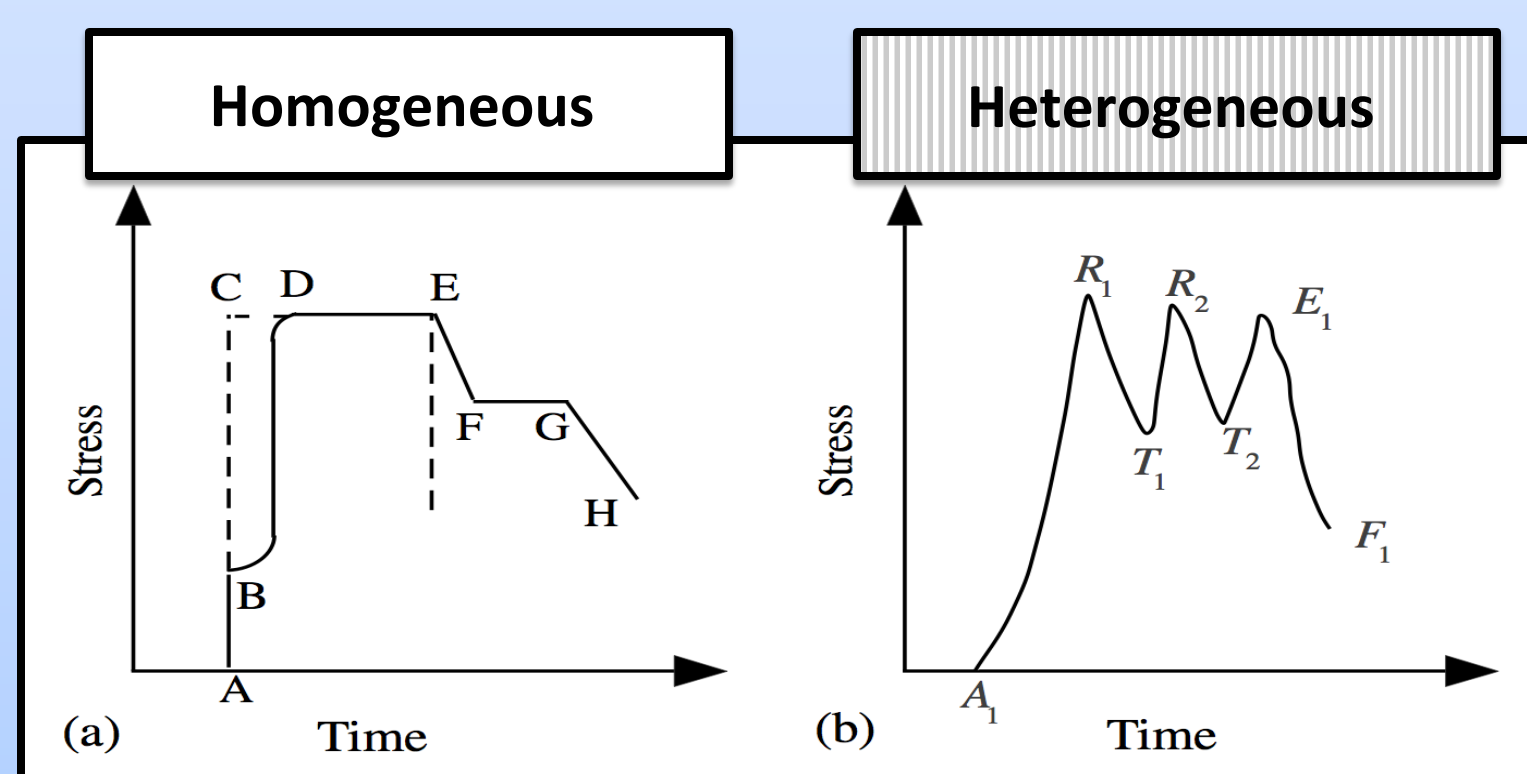 Homogeneous
Heterogeneous
C D E
F G
H
B
A
Stress
Time
(a)
R₁ R₂ E₁
T₁ T₂
F₁
A₁
Stress
Time
(b)